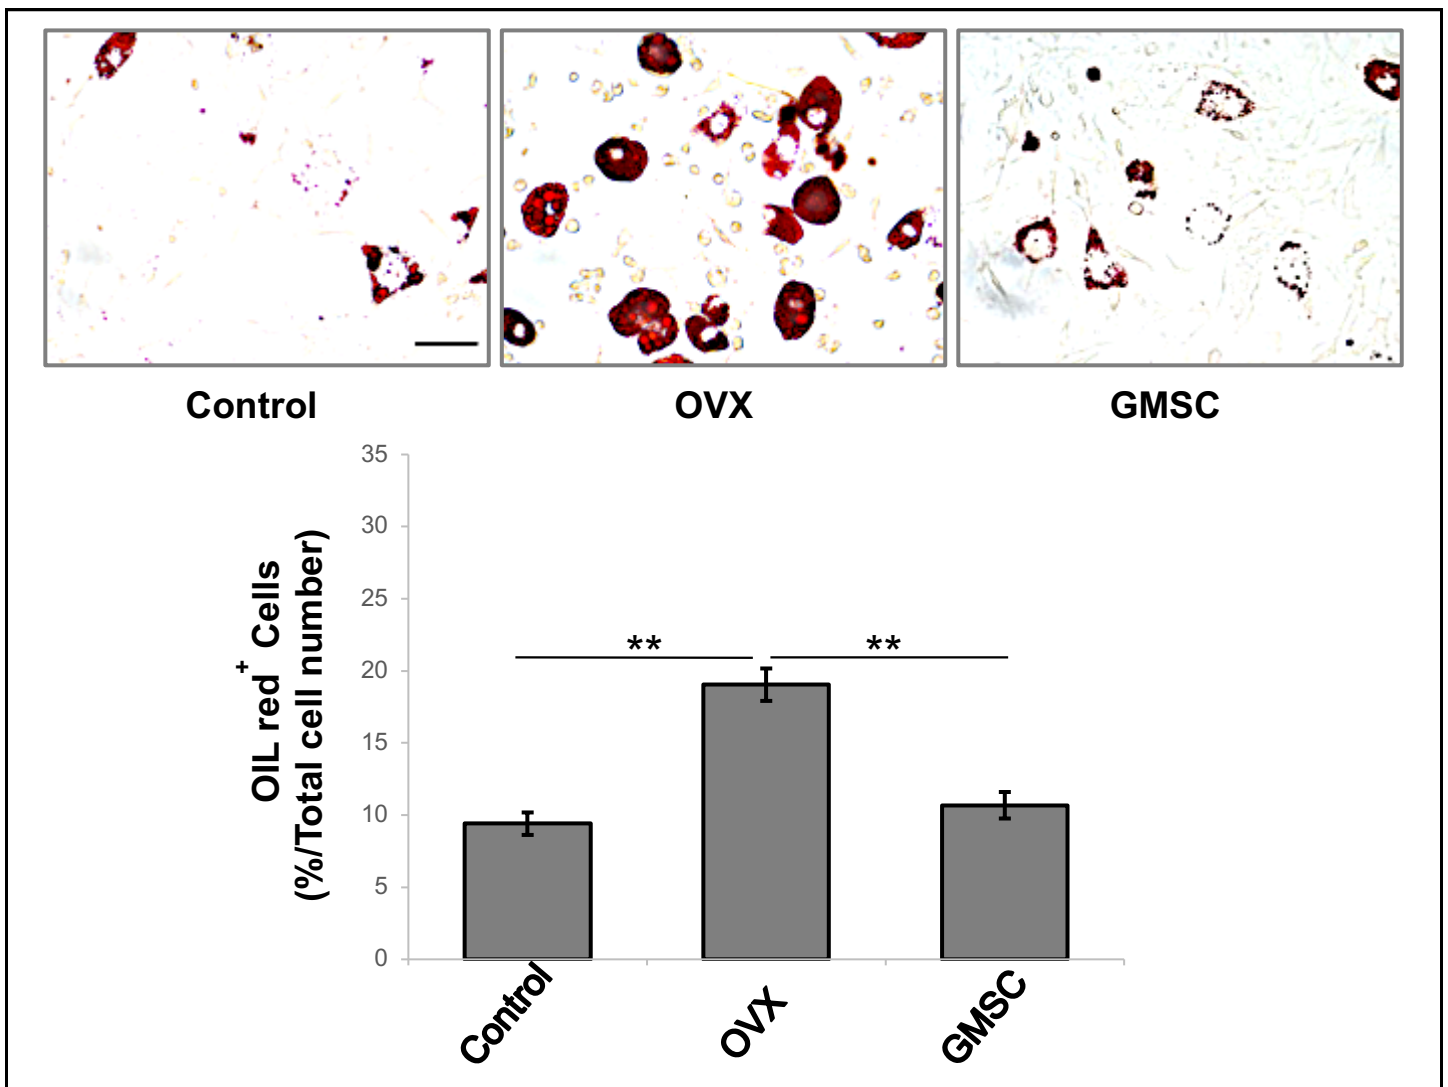 Control
OVX
GMSC
35
30
25
20
15
10
5
0
OIL red+ Cells
(%/Total cell number)
**
**
Control
OVX
GMSC